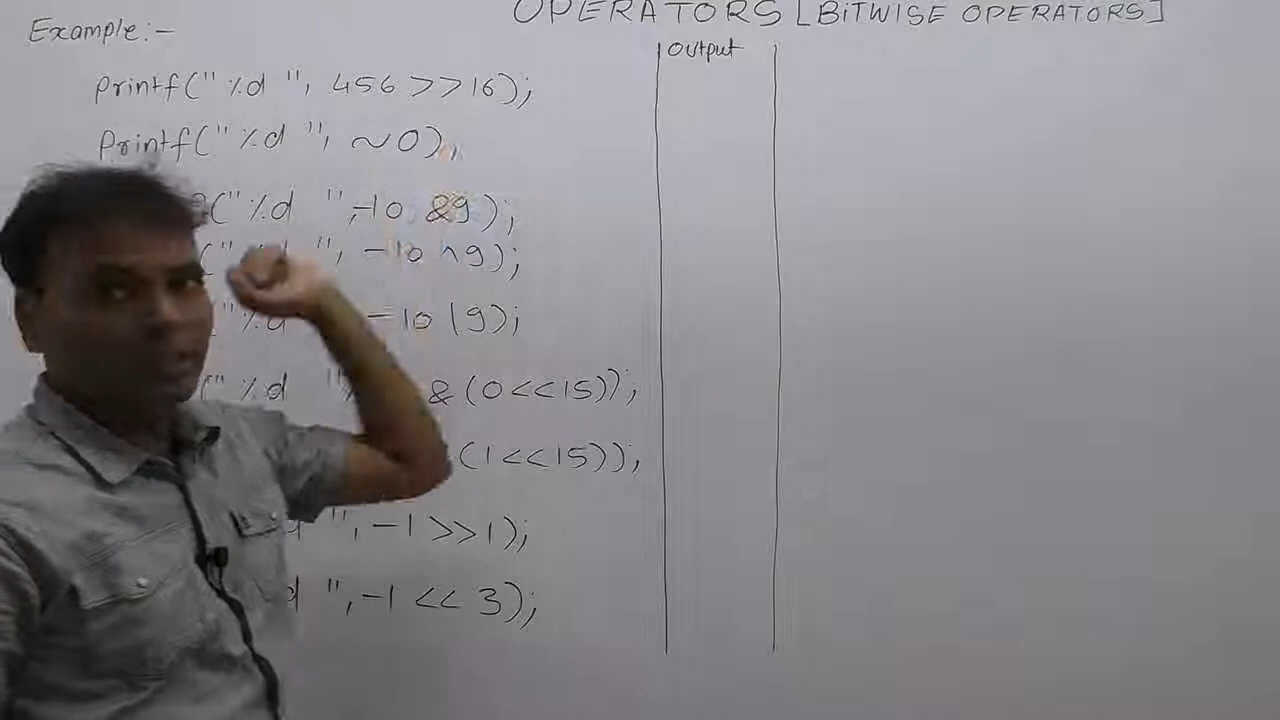 OPERATORS [BITWISE OPERATORS]
Example:-
Output
printf("%d ", 456 >>16);
Printf("%d ", ~0);
("%d ",-10 &9);
(" ", -10 ^9);
-10 |9);
("%d " & (0<<15));
(1<<15));
", -1 >>1);
d ",-1 << 3);